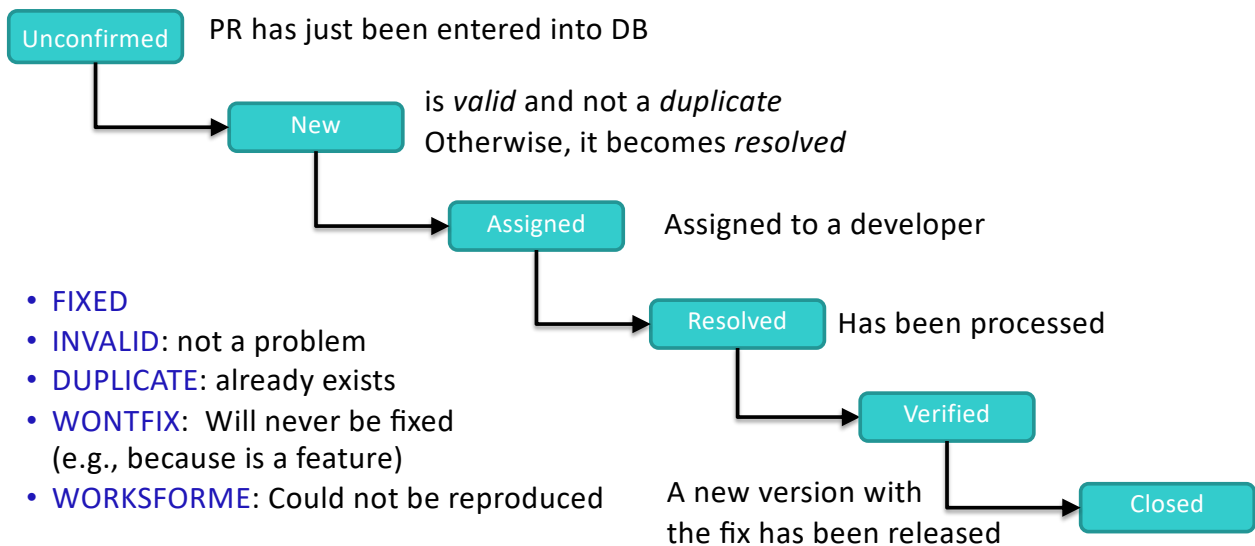 Unconfirmed
PR has just been entered into DB
New
is valid and not a duplicate
Otherwise, it becomes resolved
Assigned
Assigned to a developer
• FIXED
• INVALID: not a problem
• DUPLICATE: already exists
• WONTFIX: Will never be fixed
(e.g., because is a feature)
• WORKSFORME: Could not be reproduced
Resolved
Has been processed
Verified
A new version with
the fix has been released
Closed